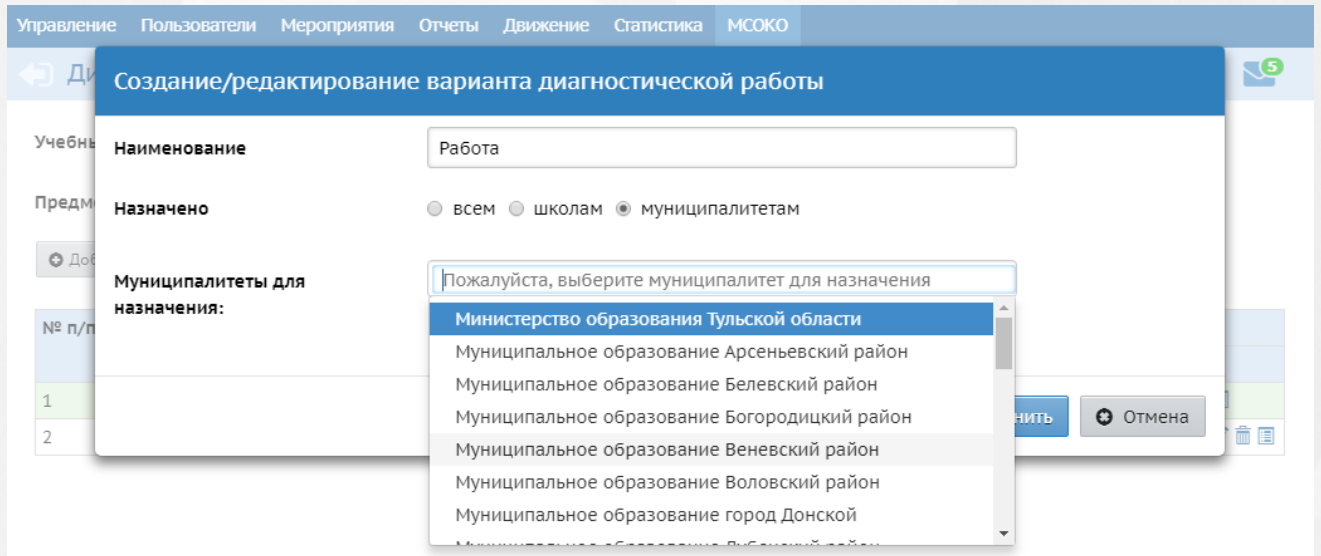 Управление Пользователи Мероприятия Отчеты Движение Статистика МСОКО
5
Создание/редактирование варианта диагностической работы
Наименование Работа
Назначено всем школам муниципалитетам
Муниципалитеты для
назначения:
Пожалуйста, выберите муниципалитет для назначения
Министерство образования Тульской области
Муниципальное образование Арсеньевский район
Муниципальное образование Белевский район
Муниципальное образование Богородицкий район
Муниципальное образование Веневский район
Муниципальное образование Воловский район
Муниципальное образование город Донской
Отмена
№ п/п
1
2